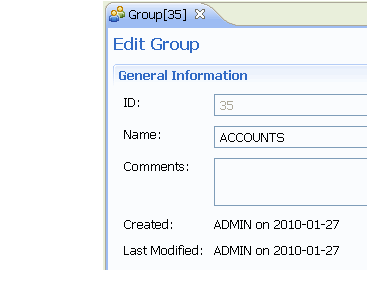 Group[35]
Edit Group
General Information
ID: 35
Name: ACCOUNTS
Comments:
Created: ADMIN on 2010-01-27
Last Modified: ADMIN on 2010-01-27